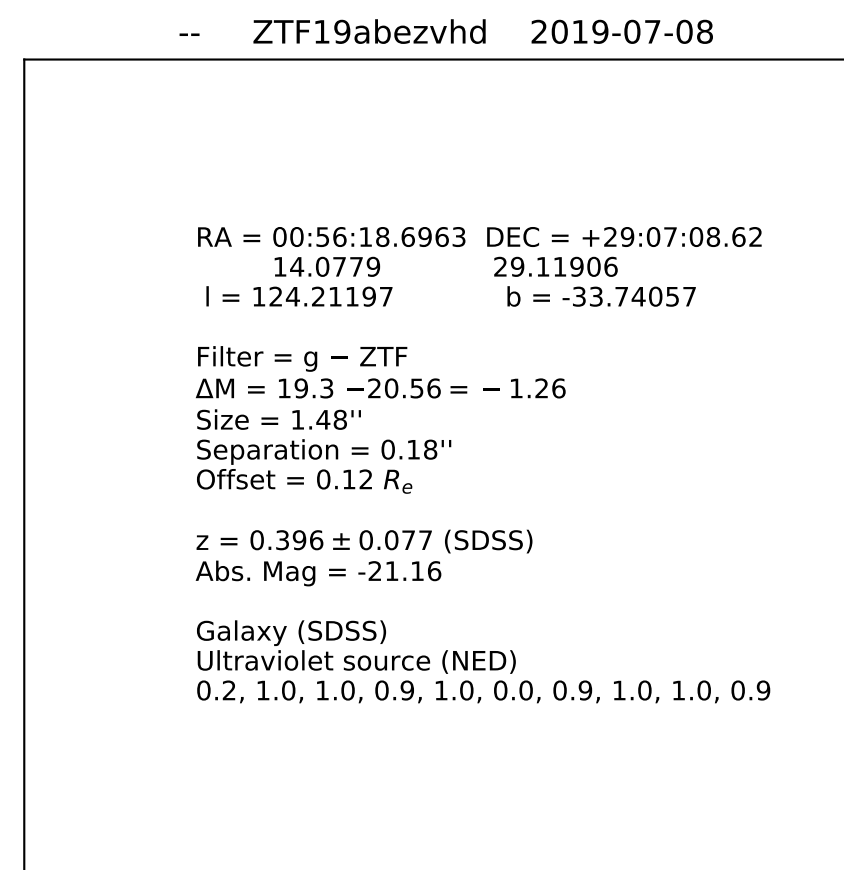 -- ZTF19abezvhd 2019-07-08
RA = 00:56:18.6963 DEC = +29:07:08.62
14.0779 29.11906
l = 124.21197 b = -33.74057
Filter = g − ZTF
ΔM = 19.3 −20.56 = − 1.26
Size = 1.48''
Separation = 0.18''
Offset = 0.12 Re
z = 0.396 ± 0.077 (SDSS)
Abs. Mag = -21.16
Galaxy (SDSS)
Ultraviolet source (NED)
0.2, 1.0, 1.0, 0.9, 1.0, 0.0, 0.9, 1.0, 1.0, 0.9